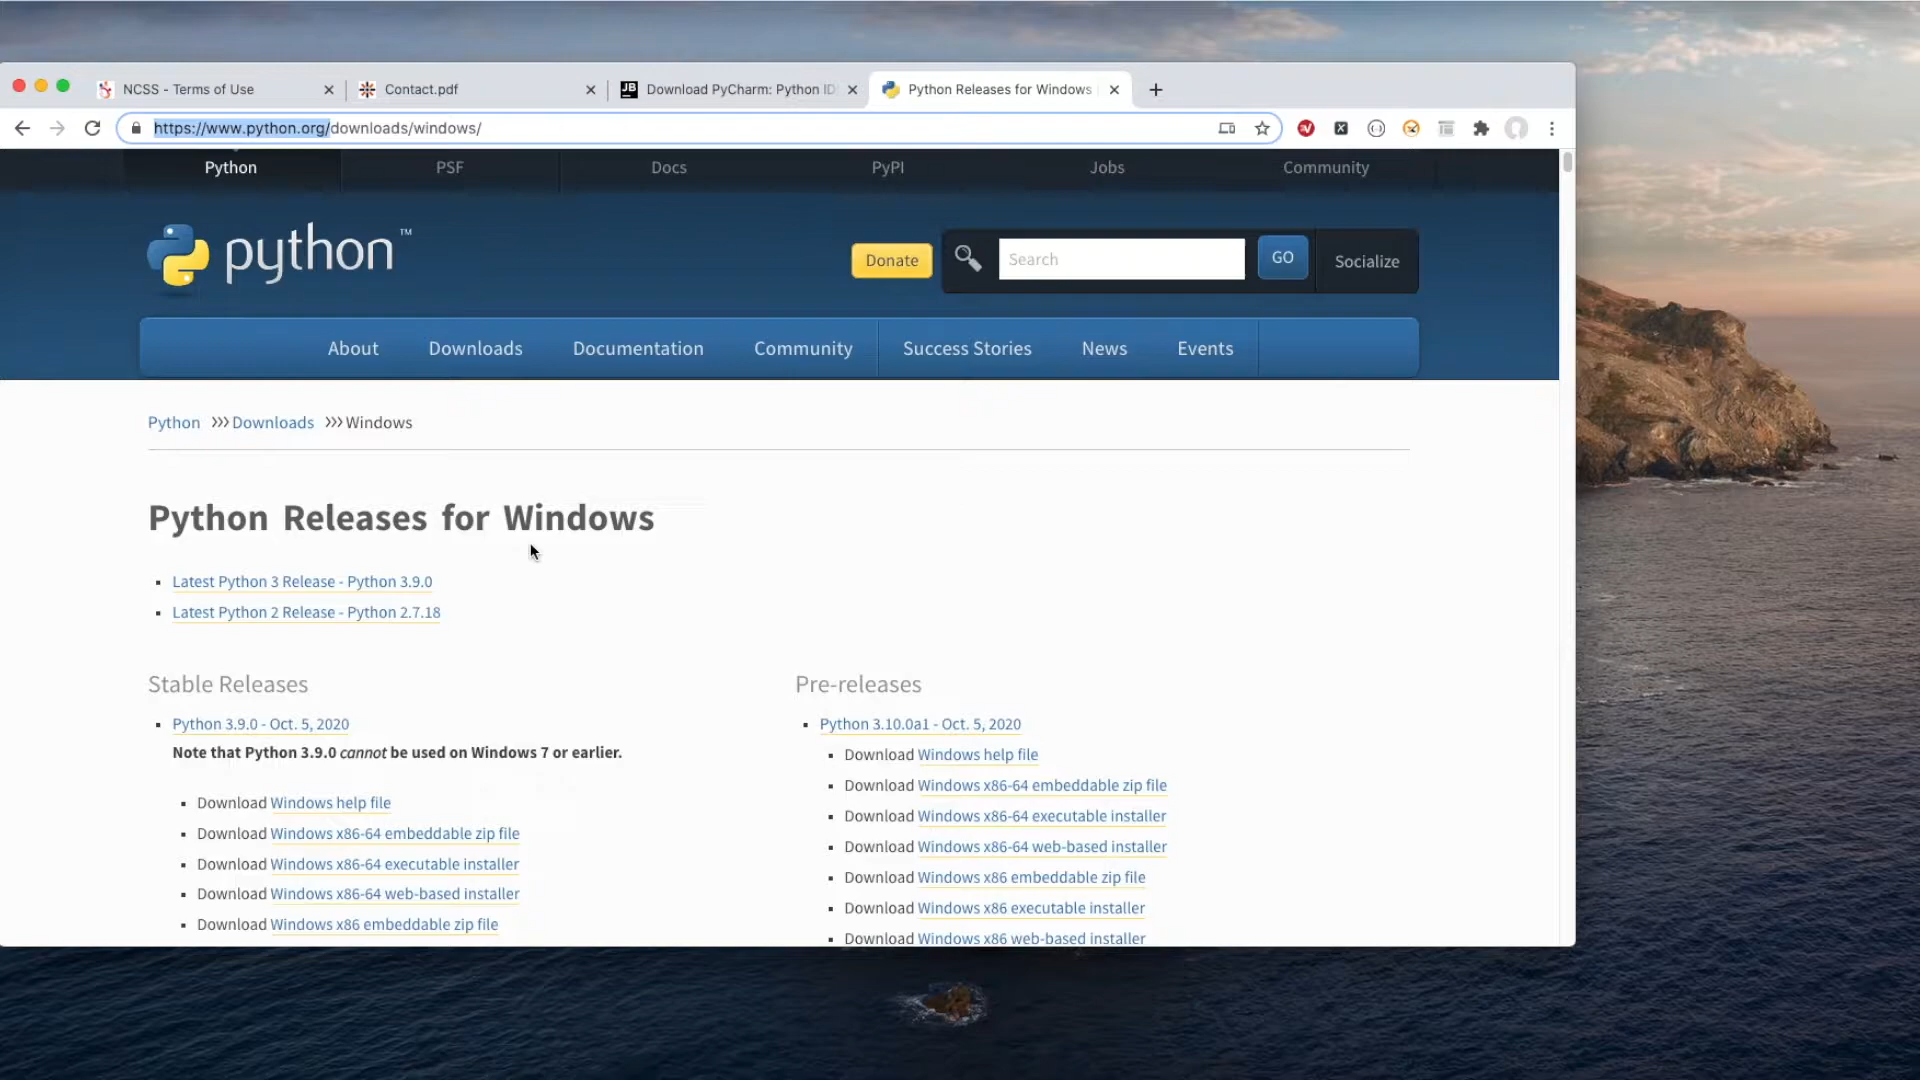 NCSS - Terms of Use
Contact.pdf
JB
Download PyCharm: Python ID
Python Releases for Windows
https://www.python.org/downloads/windows/
Python
PSF
Docs
PyPI
Jobs
Community
python™
Donate
Search
GO
Socialize
About
Downloads
Documentation
Community
Success Stories
News
Events
Python >>> Downloads >>> Windows
Python Releases for Windows
Latest Python 3 Release - Python 3.9.0
Latest Python 2 Release - Python 2.7.18
Stable Releases
Python 3.9.0 - Oct. 5, 2020
Note that Python 3.9.0 cannot be used on Windows 7 or earlier.
Download Windows help file
Download Windows x86-64 embeddable zip file
Download Windows x86-64 executable installer
Download Windows x86-64 web-based installer
Download Windows x86 embeddable zip file
Pre-releases
Python 3.10.0a1 - Oct. 5, 2020
Download Windows help file
Download Windows x86-64 embeddable zip file
Download Windows x86-64 executable installer
Download Windows x86-64 web-based installer
Download Windows x86 embeddable zip file
Download Windows x86 executable installer
Download Windows x86 web-based installer